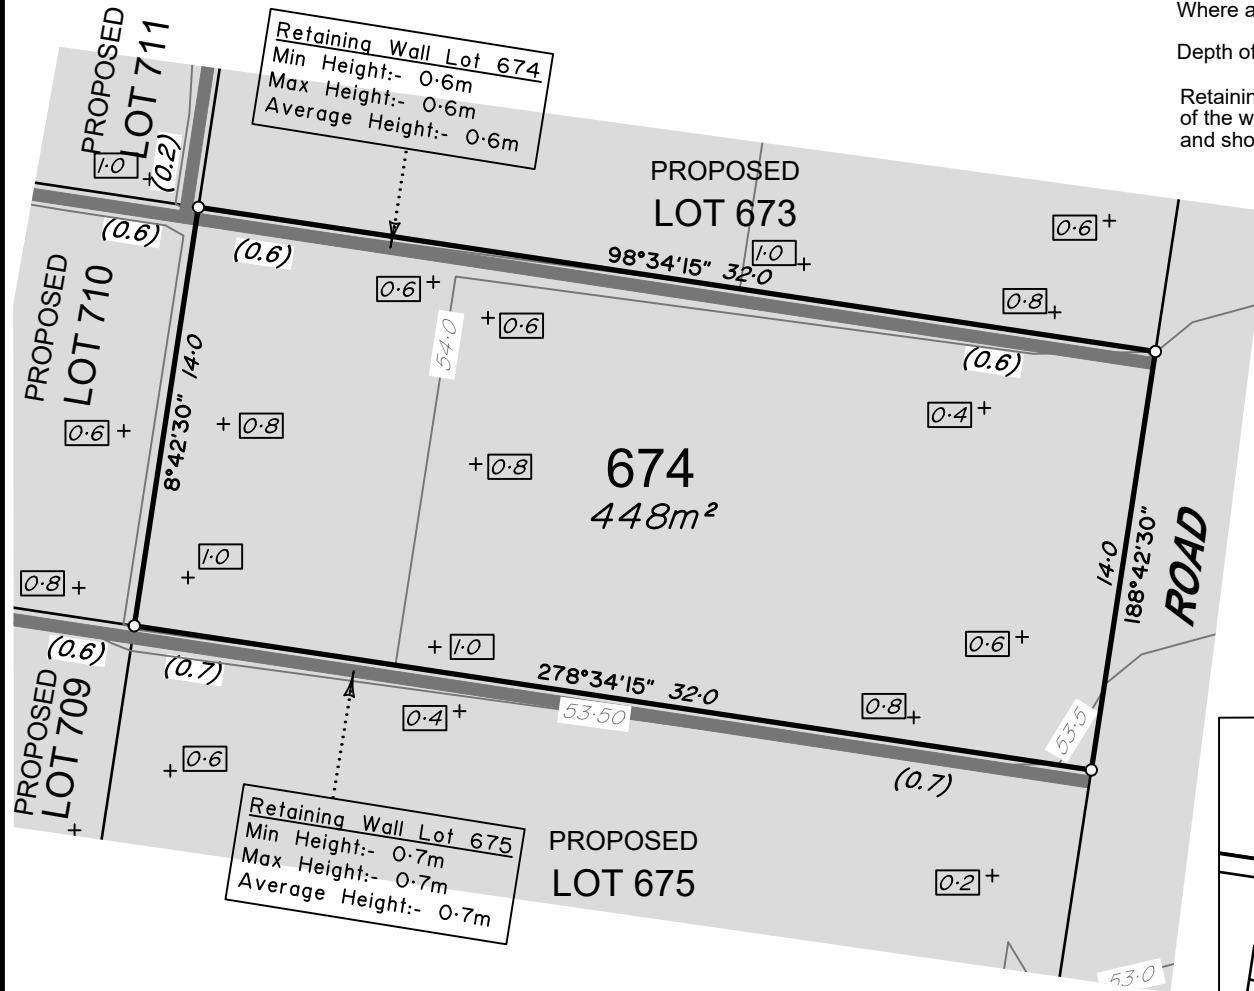 Where a
Depth of
Retainin
of the w
and sho
PROPOSED
LOT 711
1·0
(0.2)
Retaining Wall Lot 674
Min Height:- 0·6m
Max Height:- 0·6m
Average Height:- 0·6m
PROPOSED
LOT 673
0·6
1·0
0·8
(0.6)
(0.6)
98°34'15" 32·0
0·6
0·6
54·0
(0.6)
PROPOSED
LOT 710
0·6
8°42'30" 14·0
0·8
0·8
0·4
674
448m²
14·0
188°42'30"
ROAD
1·0
0·8
(0.6)
(0.7)
1·0
278°34'15" 32·0
53·50
0·6
0·8
53·5
(0.7)
PROPOSED
LOT 709
0·6
0·4
Retaining Wall Lot 675
Min Height:- 0·7m
Max Height:- 0·7m
Average Height:- 0·7m
PROPOSED
LOT 675
0·2
53·0